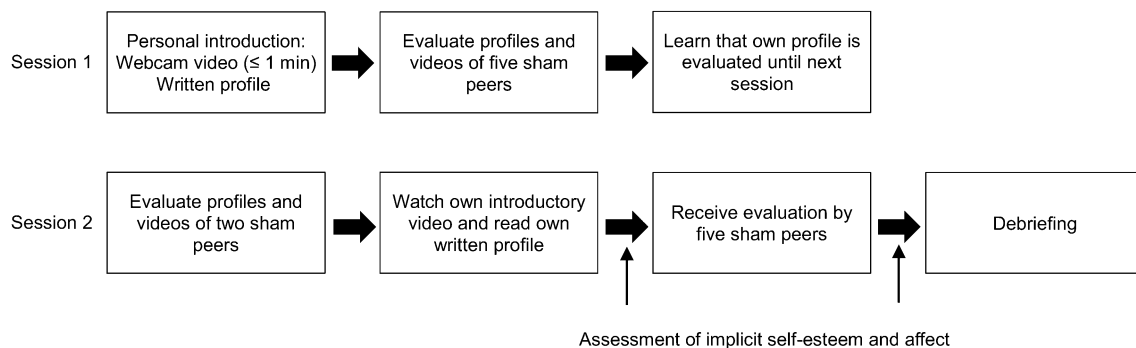 Session 1
Personal introduction:
Webcam video (≤ 1 min)
Written profile
Evaluate profiles and
videos of five sham
peers
Learn that own profile is
evaluated until next
session
Session 2
Evaluate profiles and
videos of two sham
peers
Watch own introductory
video and read own
written profile
Receive evaluation by
five sham peers
Debriefing
Assessment of implicit self-esteem and affect